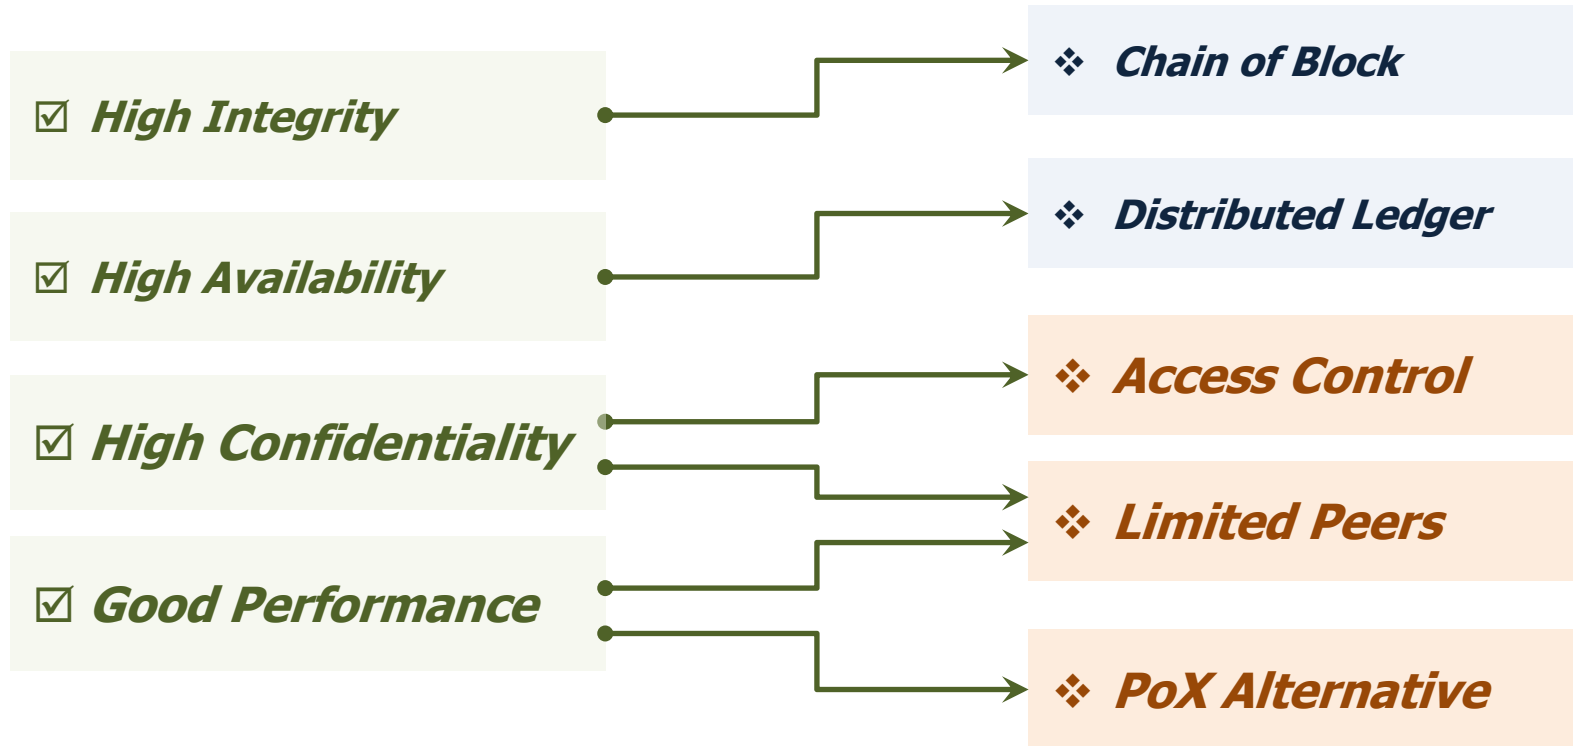 High Integrity
High Availability
High Confidentiality
Good Performance
Chain of Block
Distributed Ledger
Access Control
Limited Peers
PoX Alternative